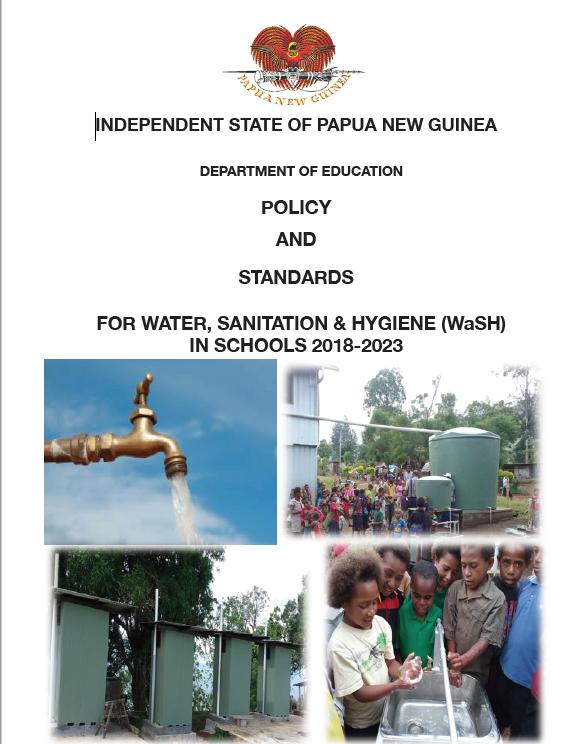 PAPUA NEW GUINEA
INDEPENDENT STATE OF PAPUA NEW GUINEA
DEPARTMENT OF EDUCATION
POLICY
AND
STANDARDS
FOR WATER, SANITATION & HYGIENE (WaSH)
IN SCHOOLS 2018-2023